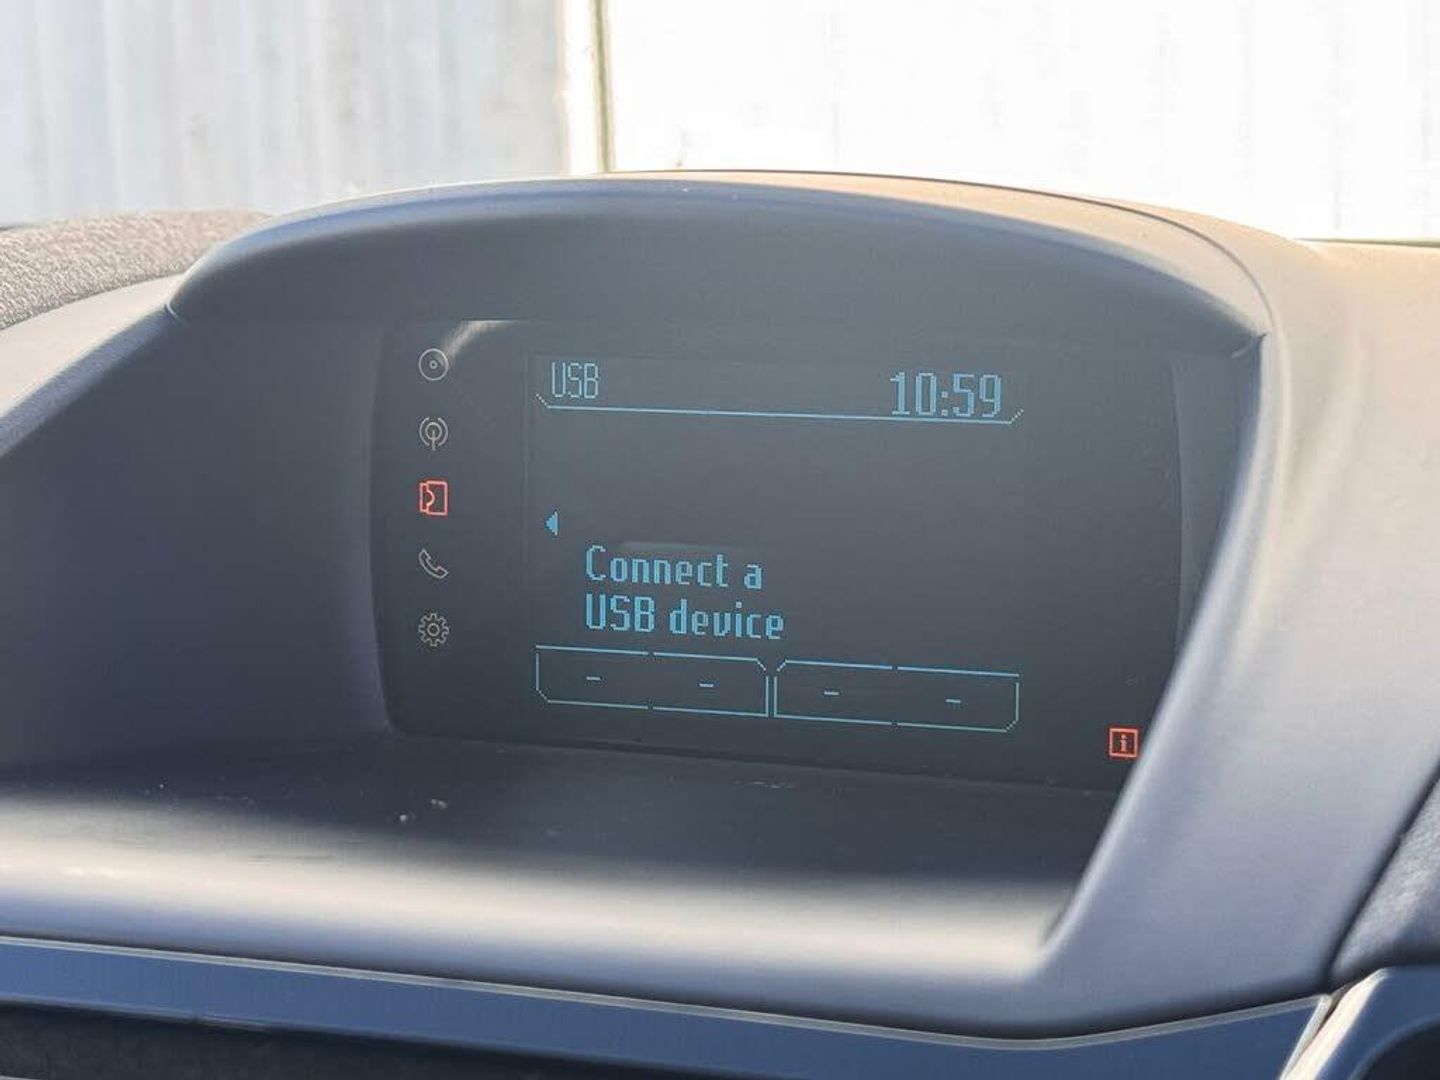 USB 10:59
Connect a
USB device
- - - -
i